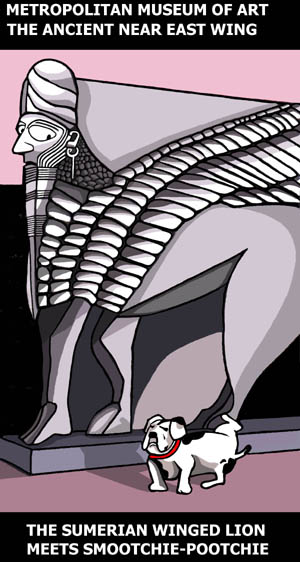 METROPOLITAN MUSEUM OF ART
THE ANCIENT NEAR EAST WING
THE SUMERIAN WINGED LION
MEETS SMOOTCHIE-POOTCHIE